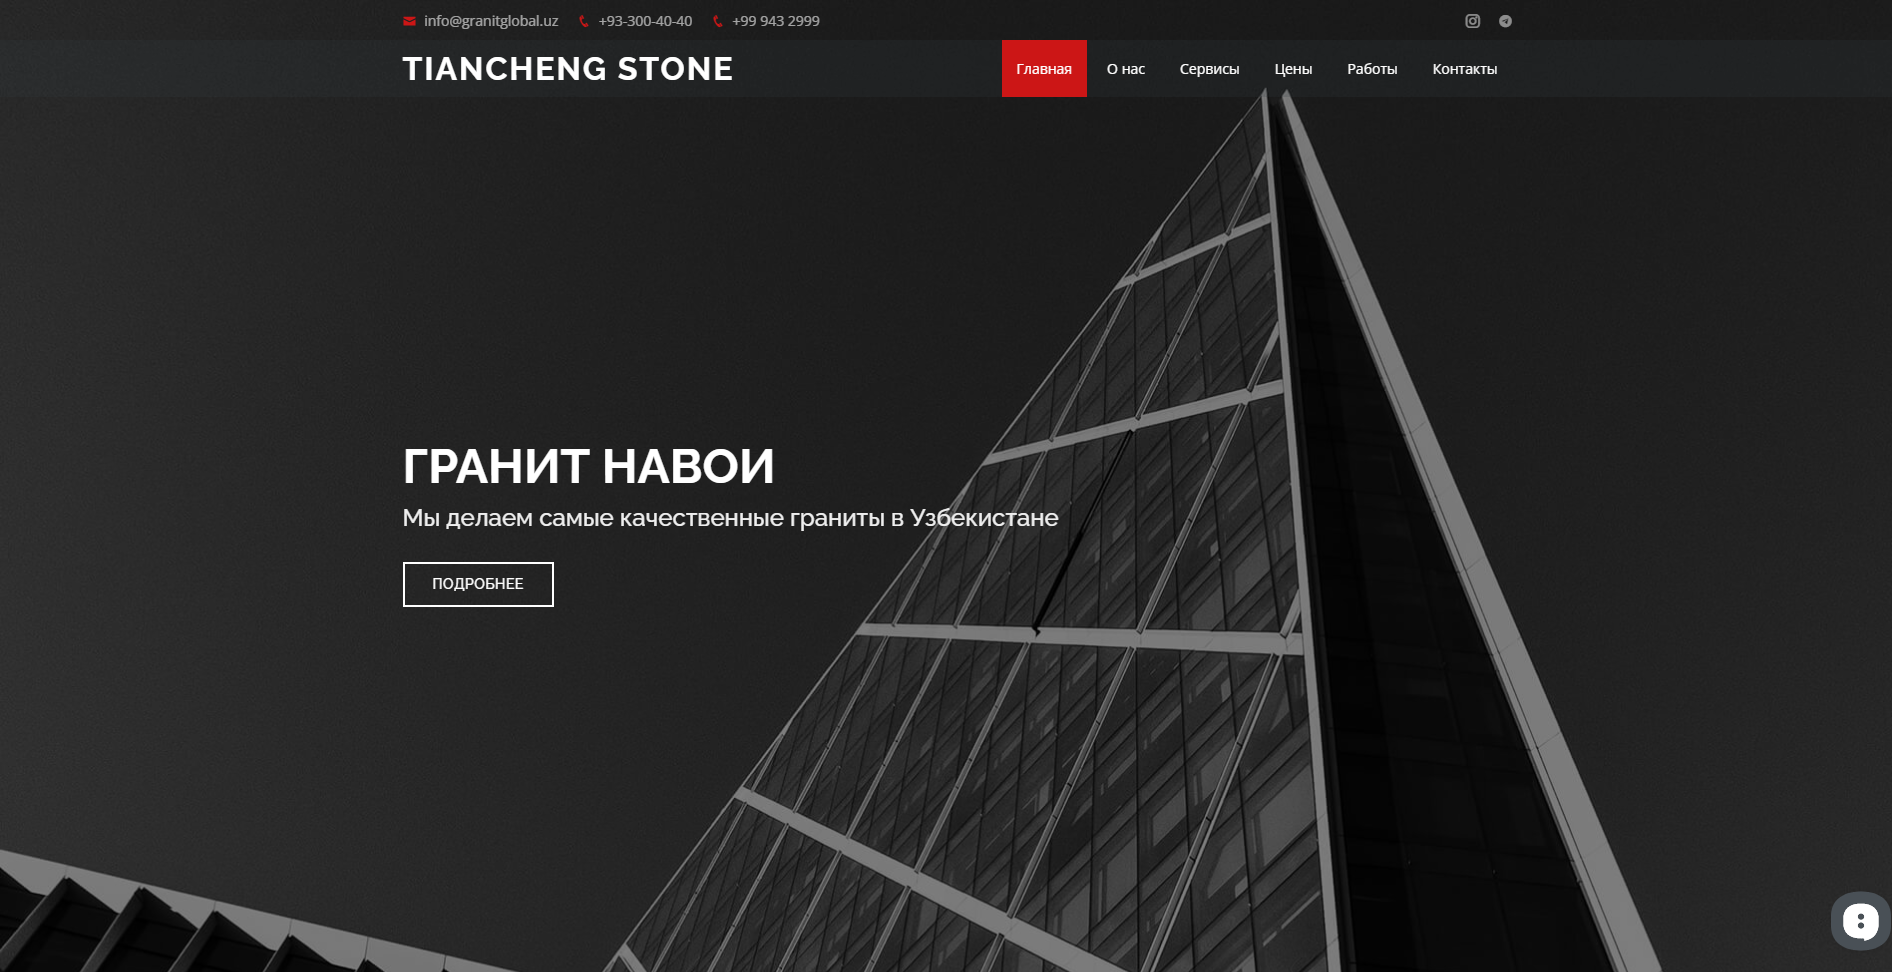 info@granitglobal.uz +93-300-40-40 +99 943 2999
TIANCHENG STONE
Главная О нас Сервисы Цены Работы Контакты
ГРАНИТ НАВОИ
Мы делаем самые качественные граниты в Узбекистане
ПОДРОБНЕЕ